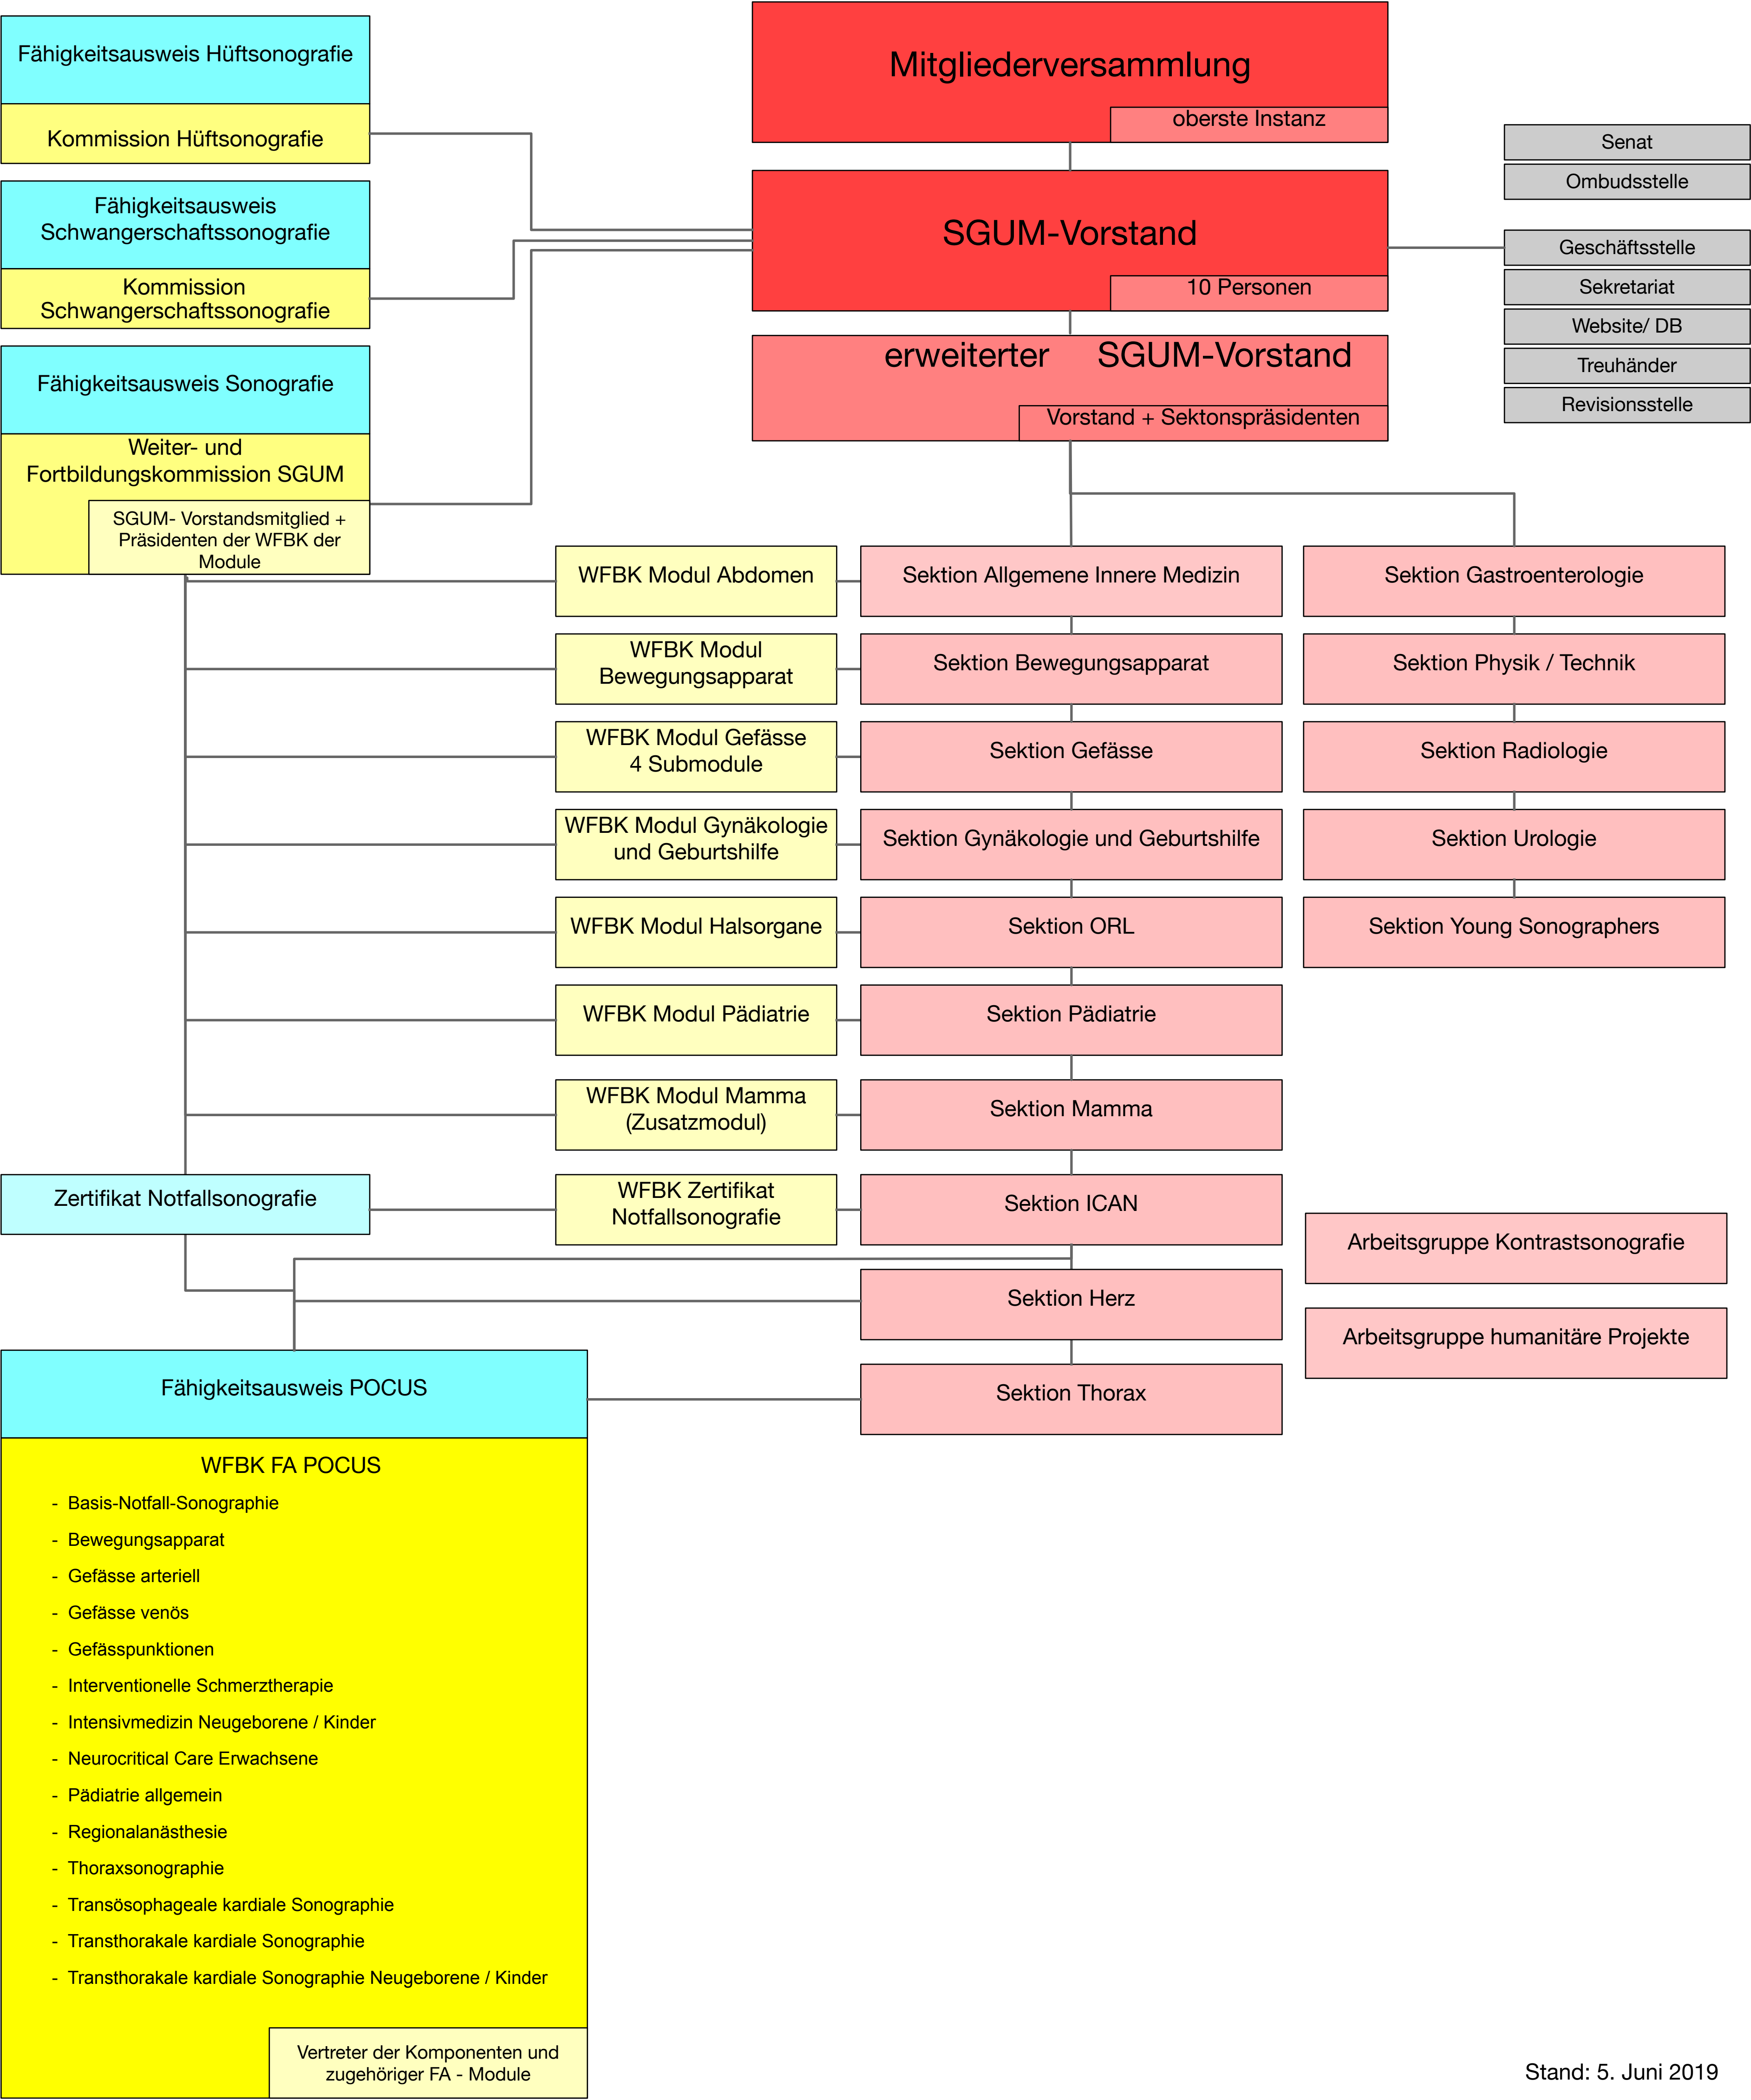 Fähigkeitsausweis Hüftsonografie
Kommission Hüftsonografie
Fähigkeitsausweis
Schwangerschaftssonografie
Kommission
Schwangerschaftssonografie
Fähigkeitsausweis Sonografie
Weiter- und
Fortbildungskommission SGUM
SGUM- Vorstandsmitglied +
Präsidenten der WFBK der
Module
Mitgliederversammlung
oberste Instanz
SGUM-Vorstand
10 Personen
erweiterter SGUM-Vorstand
Vorstand + Sektonspräsidenten
Senat
Ombudsstelle
Geschäftsstelle
Sekretariat
Website/ DB
Treuhänder
Revisionsstelle
WFBK Modul Abdomen
Sektion Allgemene Innere Medizin
Sektion Gastroenterologie
WFBK Modul
Bewegungsapparat
Sektion Bewegungsapparat
Sektion Physik / Technik
WFBK Modul Gefässe
4 Submodule
Sektion Gefässe
Sektion Radiologie
WFBK Modul Gynäkologie
und Geburtshilfe
Sektion Gynäkologie und Geburtshilfe
Sektion Urologie
WFBK Modul Halsorgane
Sektion ORL
Sektion Young Sonographers
WFBK Modul Pädiatrie
Sektion Pädiatrie
WFBK Modul Mamma
(Zusatzmodul)
Sektion Mamma
Zertifikat Notfallsonografie
WFBK Zertifikat
Notfallsonografie
Sektion ICAN
Arbeitsgruppe Kontrastsonografie
Sektion Herz
Arbeitsgruppe humanitäre Projekte
Fähigkeitsausweis POCUS
Sektion Thorax
WFBK FA POCUS
- Basis-Notfall-Sonographie
- Bewegungsapparat
- Gefässe arteriell
- Gefässe venös
- Gefässpunktionen
- Interventionelle Schmerztherapie
- Intensivmedizin Neugeborene / Kinder
- Neurocritical Care Erwachsene
- Pädiatrie allgemein
- Regionalanästhesie
- Thoraxsonographie
- Transösophageale kardiale Sonographie
- Transthorakale kardiale Sonographie
- Transthorakale kardiale Sonographie Neugeborene / Kinder
Vertreter der Komponenten und
zugehöriger FA - Module
Stand: 5. Juni 2019